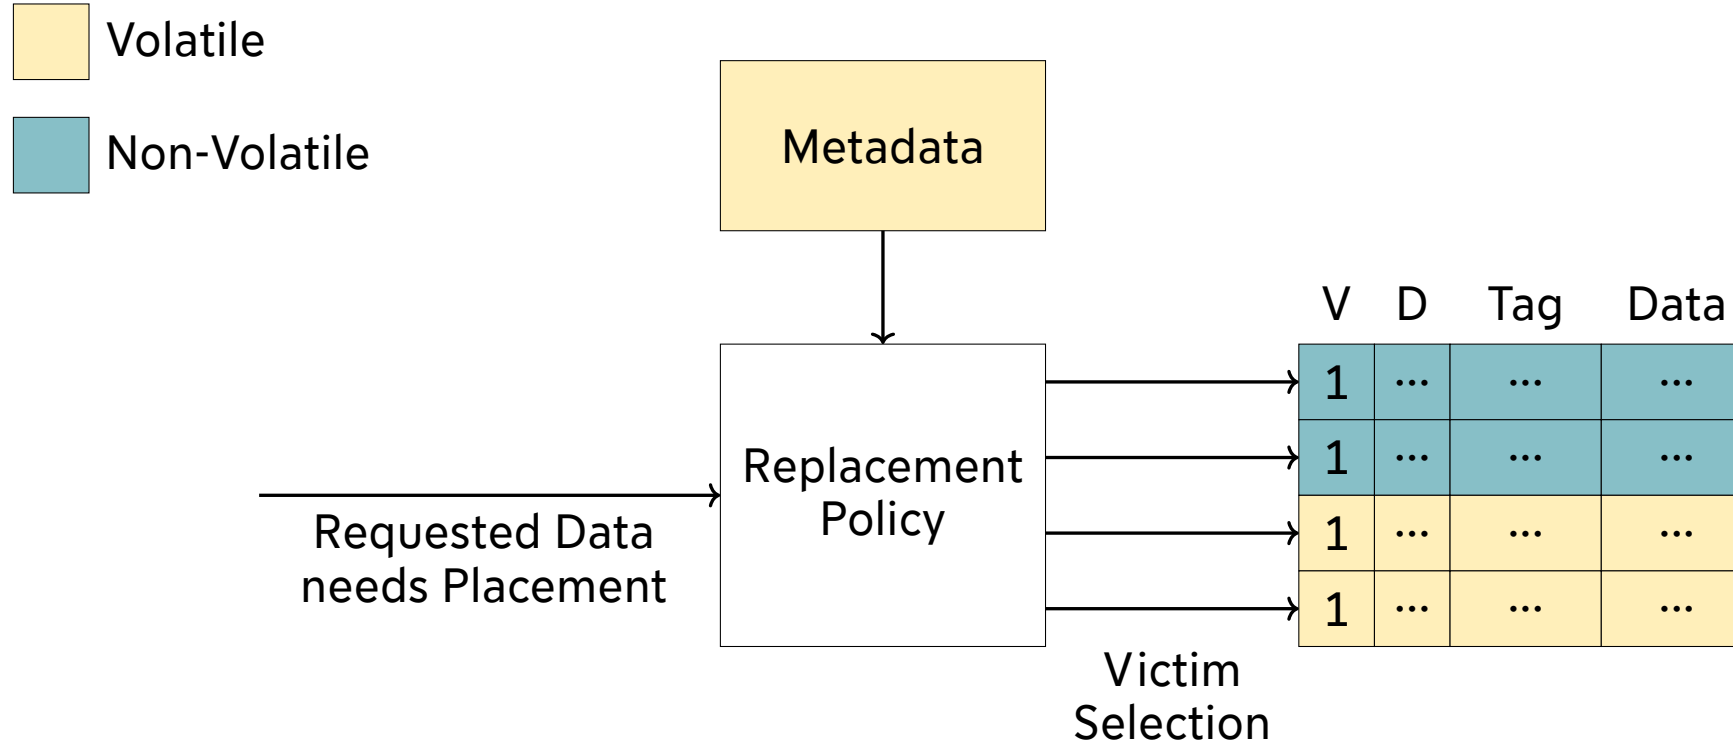 Volatile
Non-Volatile
Metadata
V D Tag Data
1 ... ... ...
1 ... ... ...
1 ... ... ...
1 ... ... ...
Replacement
Policy
Requested Data
needs Placement
Victim
Selection